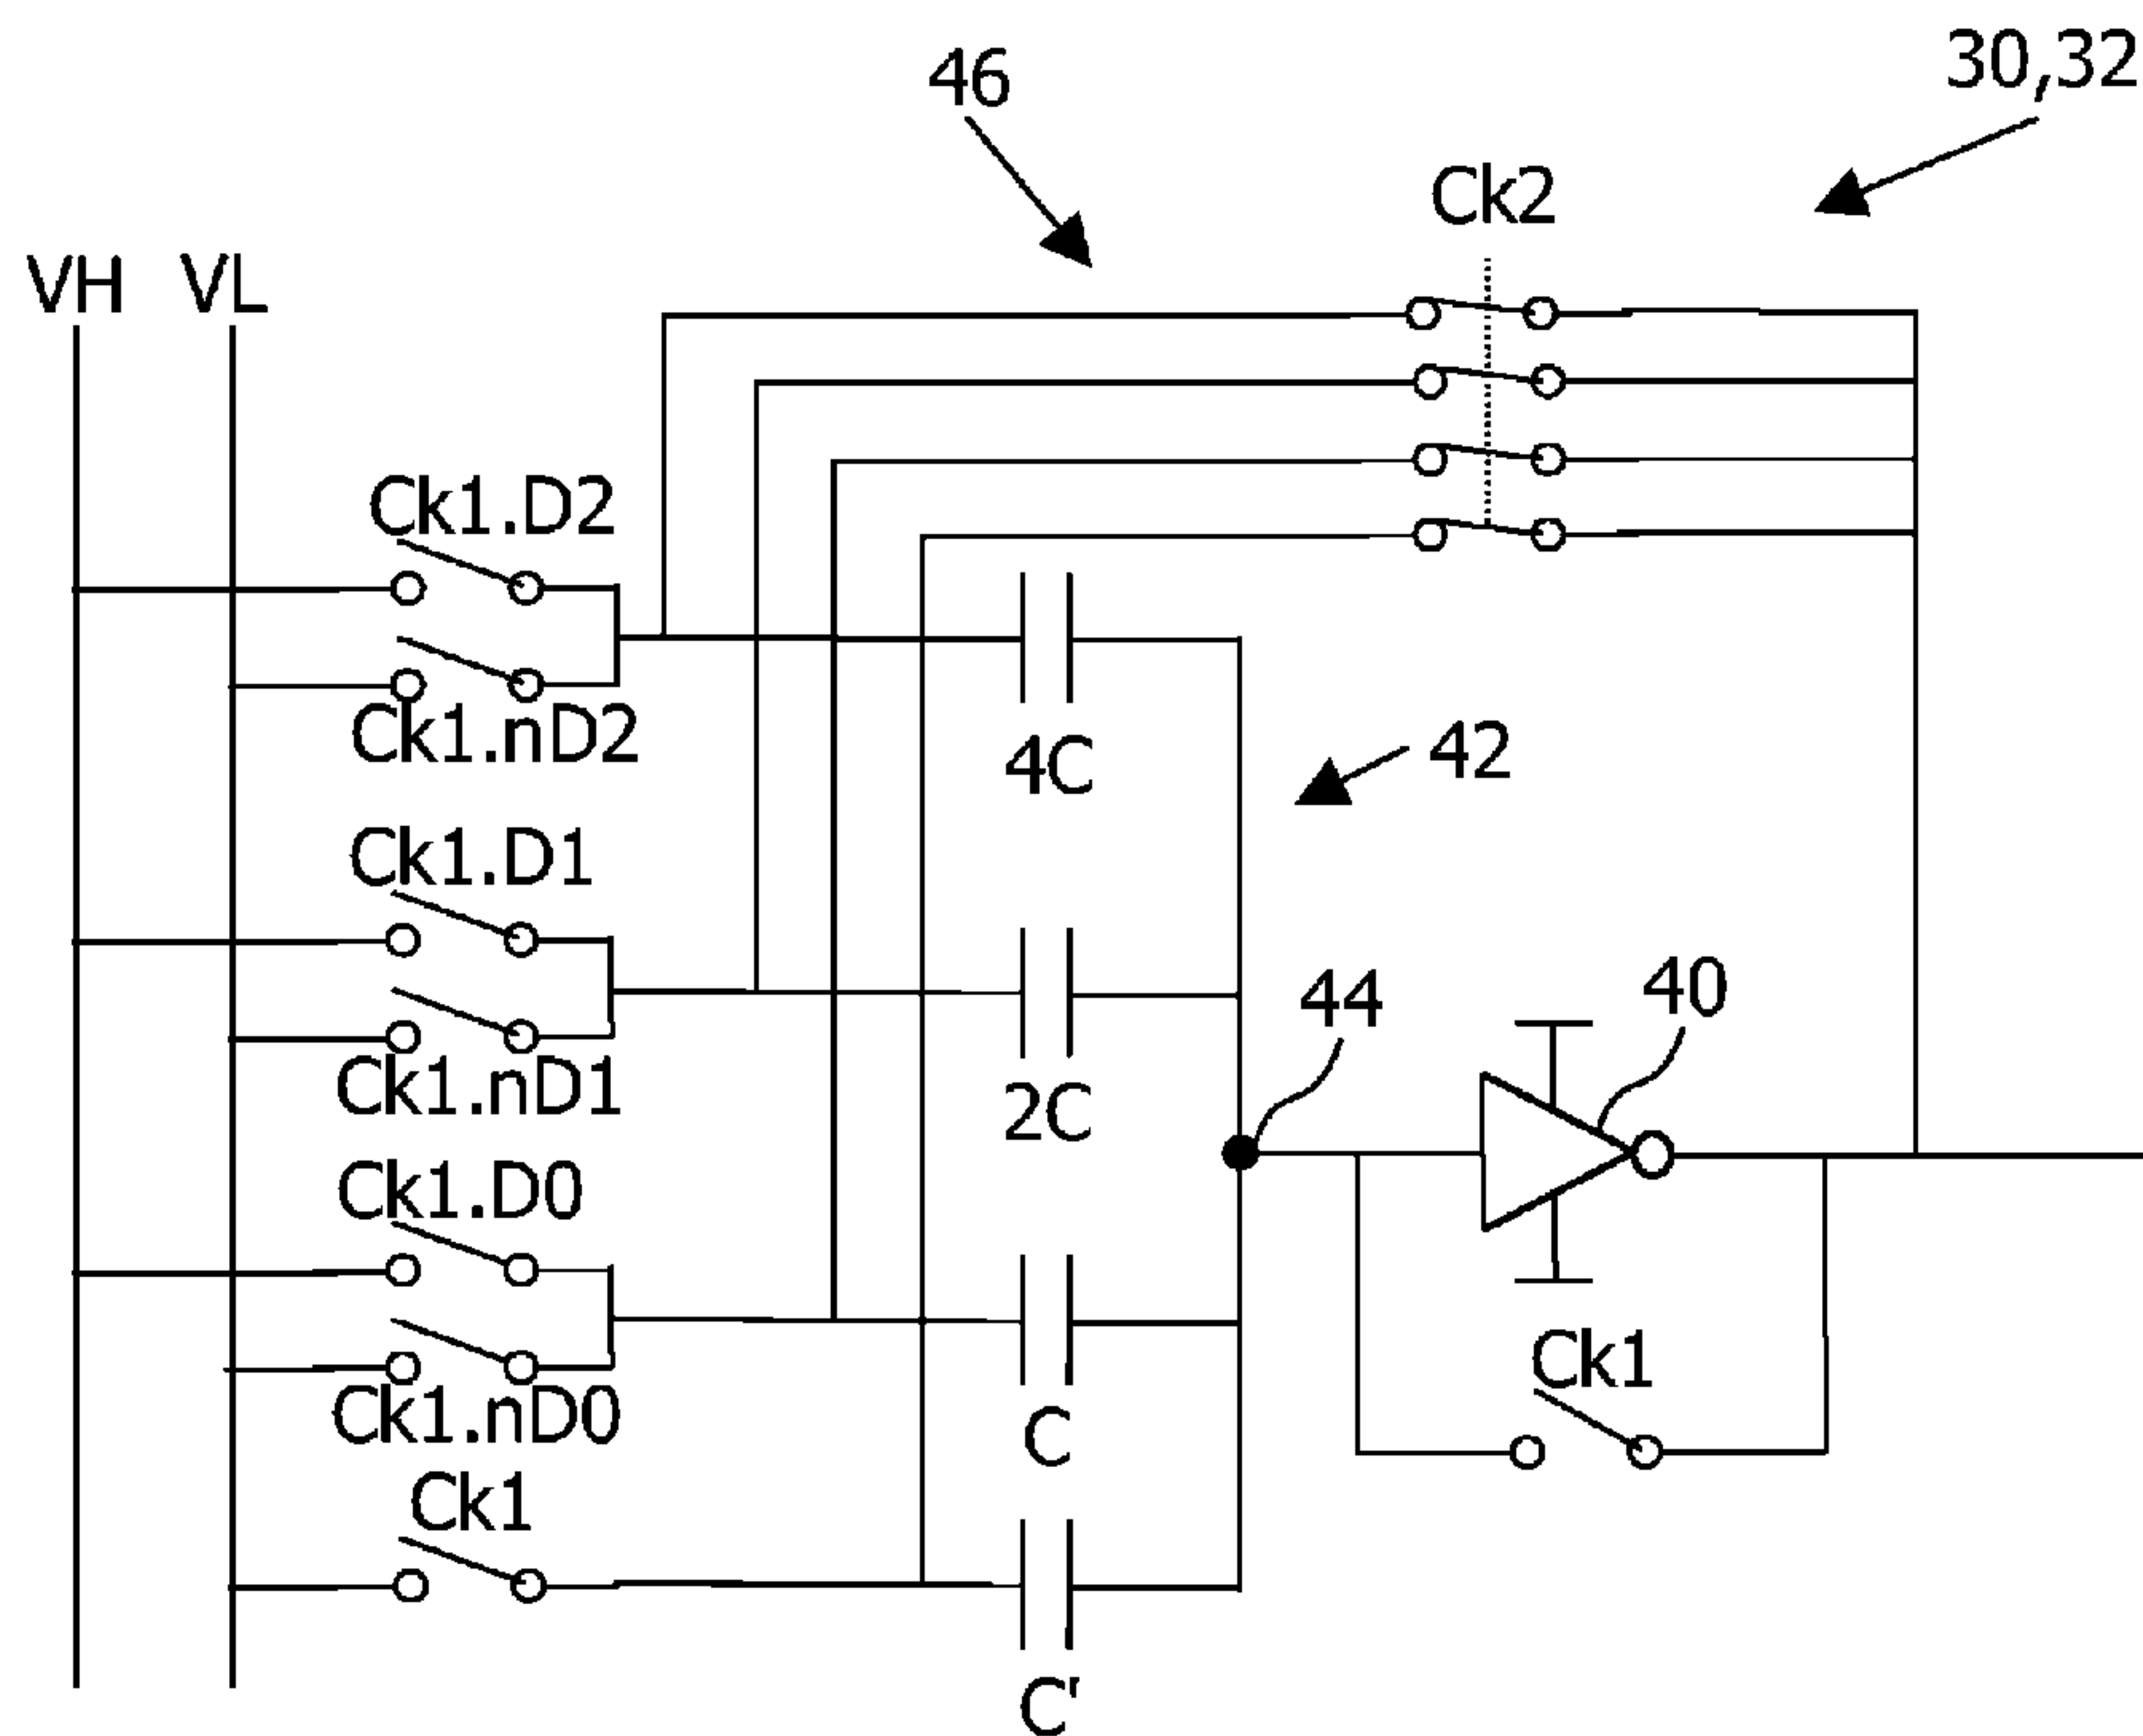 30,32
46
Ck2
VH VL
Ck1.D2
Ck1.nD2
42
4C
Ck1.D1
44
40
Ck1.nD1
2C
Ck1.D0
Ck1
Ck1.nD0
C
Ck1
C'